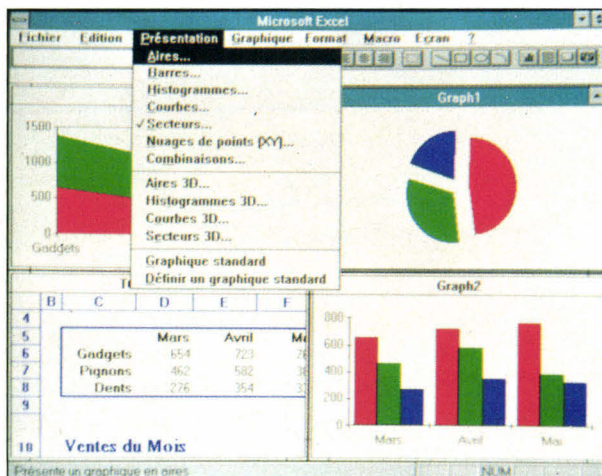 Microsoft Excel
Fichier Edition Présentation Graphique Format Macro Ecran ?
Aires...
Barres...
Histogrammes...
Courbes...
✓Secteurs...
Nuages de points (XY)...
Combinaisons...
Aires 3D...
Histogrammes 3D...
Courbes 3D...
Secteurs 3D...
Graphique standard
Définir un graphique standard
1500
1000
500
0
Gadgets
Graph1
B C D E F
4
5 Mars Avril
6 Gadgets 654 723
7 Pignons 462 582
8 Dents 276 354
9
10 Ventes du Mois
Graph2
800
600
400
200
0
Mars Avril Mai
Présente un graphique en aires NUM